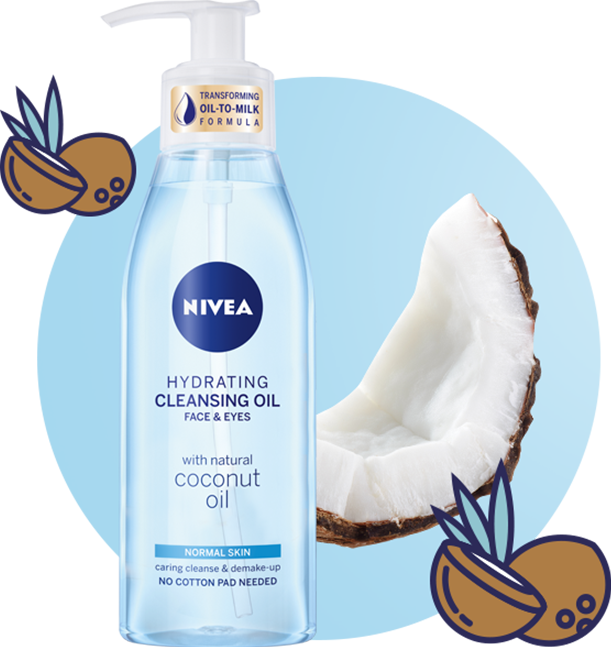 TRANSFORMING
OIL-TO-MILK
FORMULA
NIVEA
HYDRATING
CLEANSING OIL
FACE & EYES
with natural
coconut
oil
NORMAL SKIN
caring cleanse & demake-up
NO COTTON PAD NEEDED